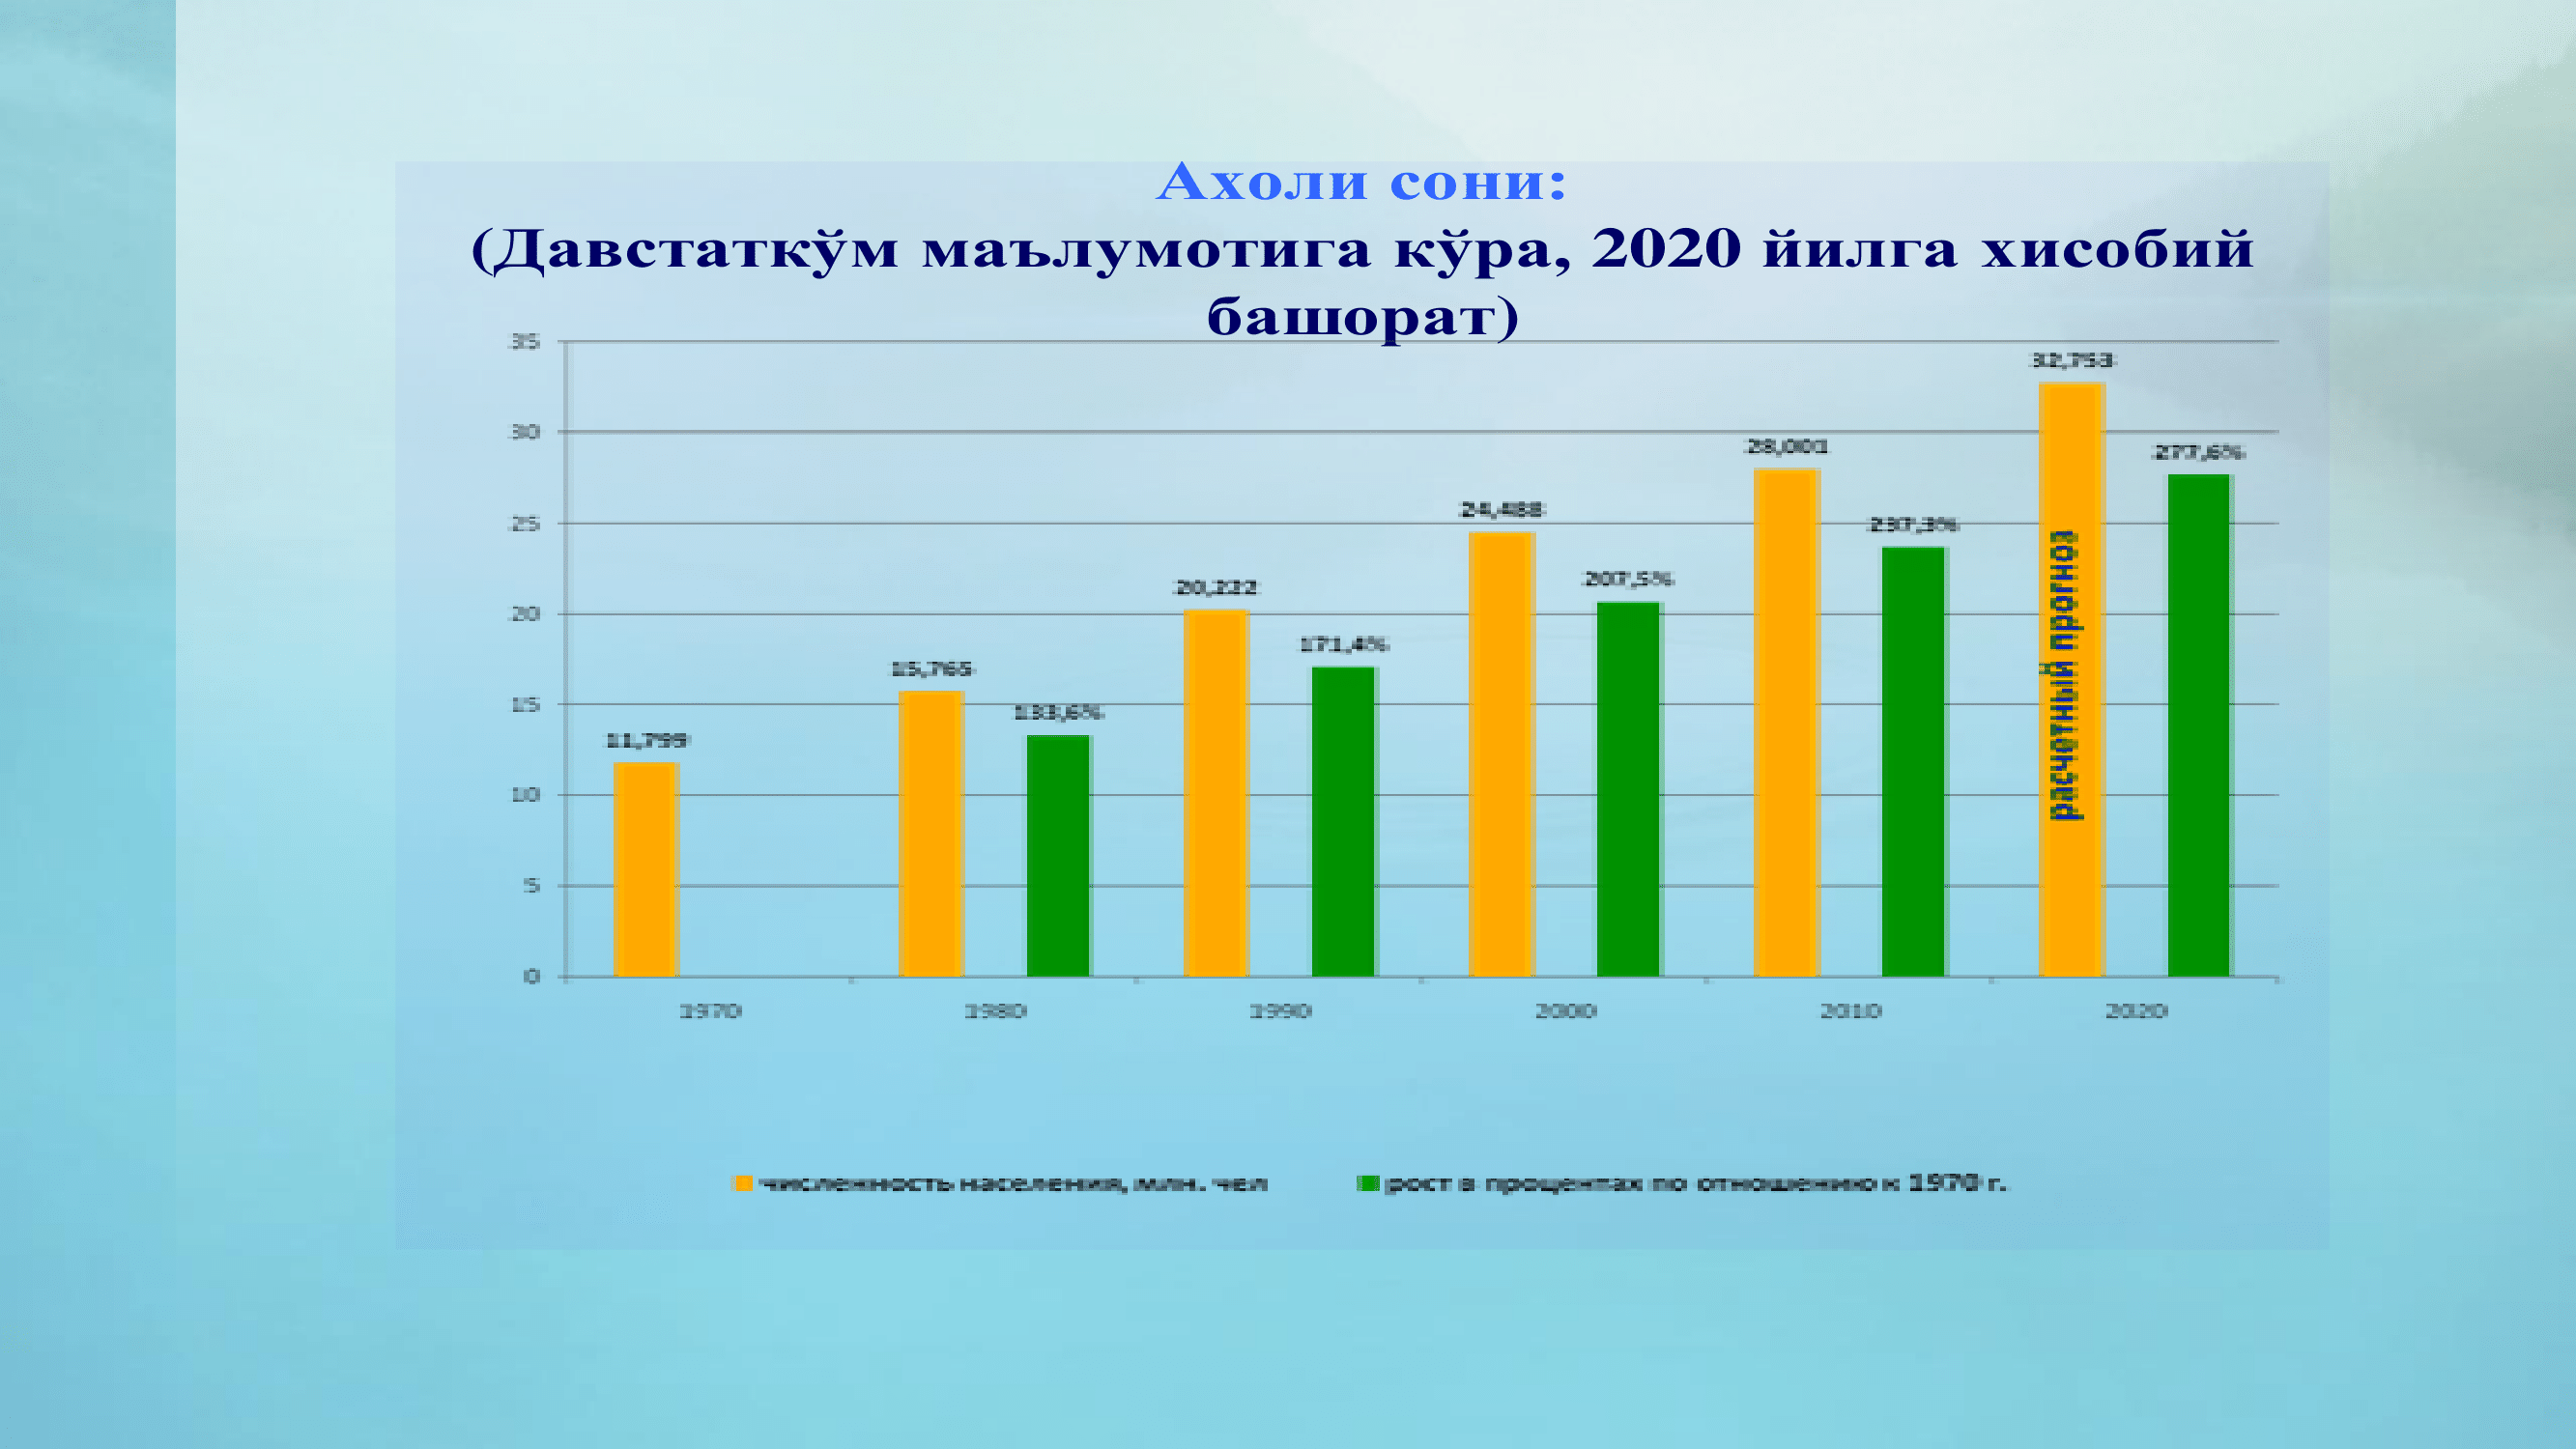 Ахоли сони:
(Давстаткўм маълумотига кўра, 2020 йилга хисобий
башорат)
35
32,753
30
28,001
277,6%
25
24,488
237,3%
20
20,222
207,5%
15
15,765
171,4%
133,6%
11,799
10
5
0
расчетный прогноз
1970 1980 1990 2000 2010 2020
численность населения, млн. чел
рост в процентах по отношению к 1970 г.